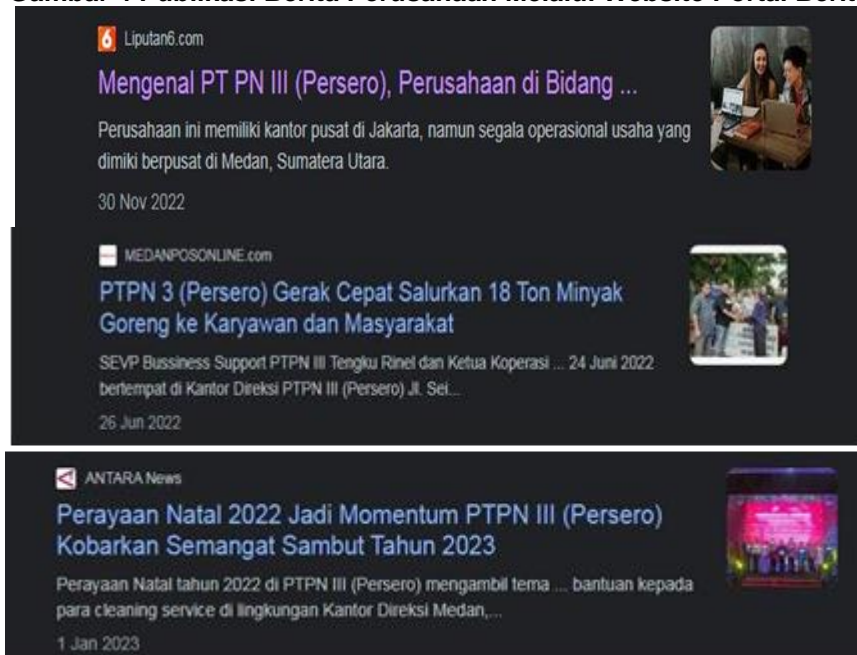 Liputan6.com
Mengenal PT PN III (Persero), Perusahaan di Bidang ...
Perusahaan ini memiliki kantor pusat di Jakarta, namun segala operasional usaha yang
dimiki berpusat di Medan, Sumatera Utara.
30 Nov 2022
MEDANPOSONLINE.com
PTPN 3 (Persero) Gerak Cepat Salurkan 18 Ton Minyak
Goreng ke Karyawan dan Masyarakat
SEVP Bussiness Support PTPN III Tengku Rinel dan Ketua Koperasi ... 24 Juni 2022
bertempat di Kantor Direksi PTPN III (Persero) Jl. Sei...
26 Jun 2022
ANTARA News
Perayaan Natal 2022 Jadi Momentum PTPN III (Persero)
Kobarkan Semangat Sambut Tahun 2023
Perayaan Natal tahun 2022 di PTPN III (Persero) mengambil tema ... bantuan kepada
para cleaning service di lingkungan Kantor Direksi Medan,...
1 Jan 2023